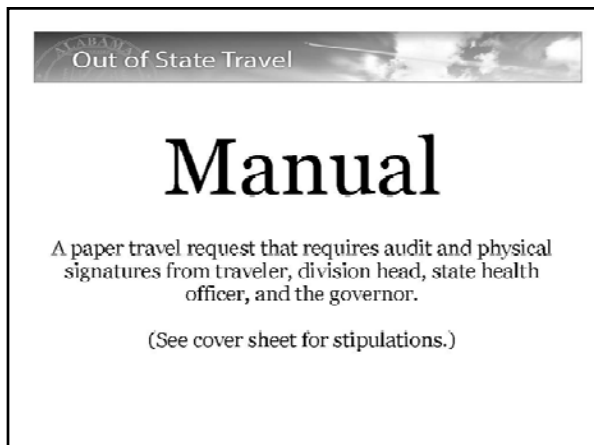 ALABAMA
Out of State Travel
Manual
A paper travel request that requires audit and physical
signatures from traveler, division head, state health
officer, and the governor.
(See cover sheet for stipulations.)